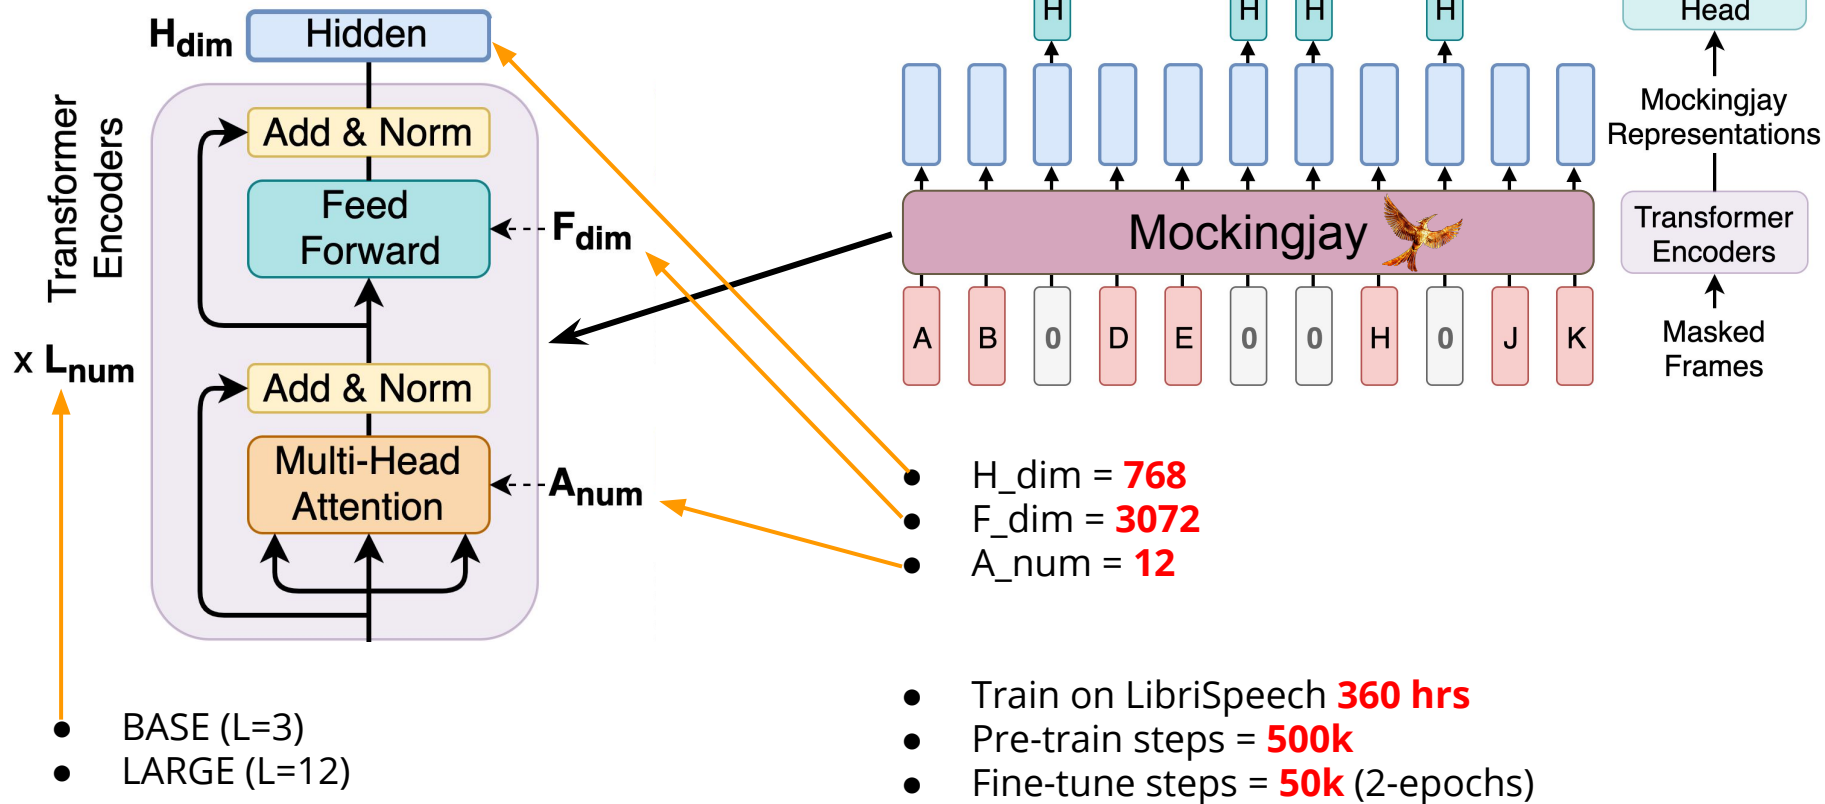 H_dim
Hidden
Transformer
Encoders
Add & Norm
Feed
Forward
F_dim
x L_num
Add & Norm
Multi-Head
Attention
A_num
BASE (L=3)
LARGE (L=12)
H H H H
Head
Mockingjay
Representations
Mockingjay
Transformer
Encoders
A B 0 D E 0 0 H 0 J K
Masked
Frames
H_dim = 768
F_dim = 3072
A_num = 12
Train on LibriSpeech 360 hrs
Pre-train steps = 500k
Fine-tune steps = 50k (2-epochs)